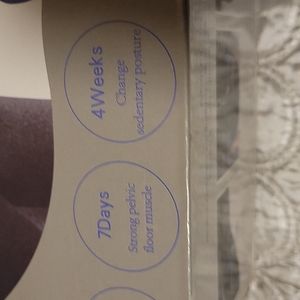 4Weeks
Change
sedentary posture
7Days
Strong pelvic
floor muscle